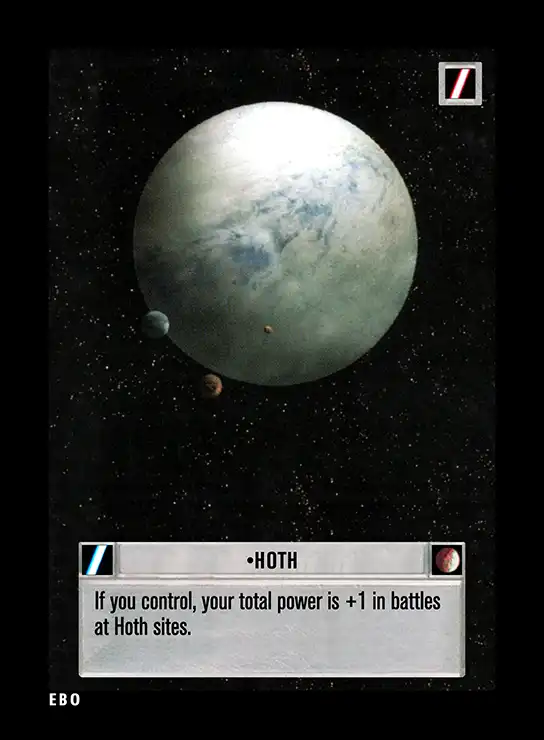 •HOTH
If you control, your total power is +1 in battles
at Hoth sites.
EBO